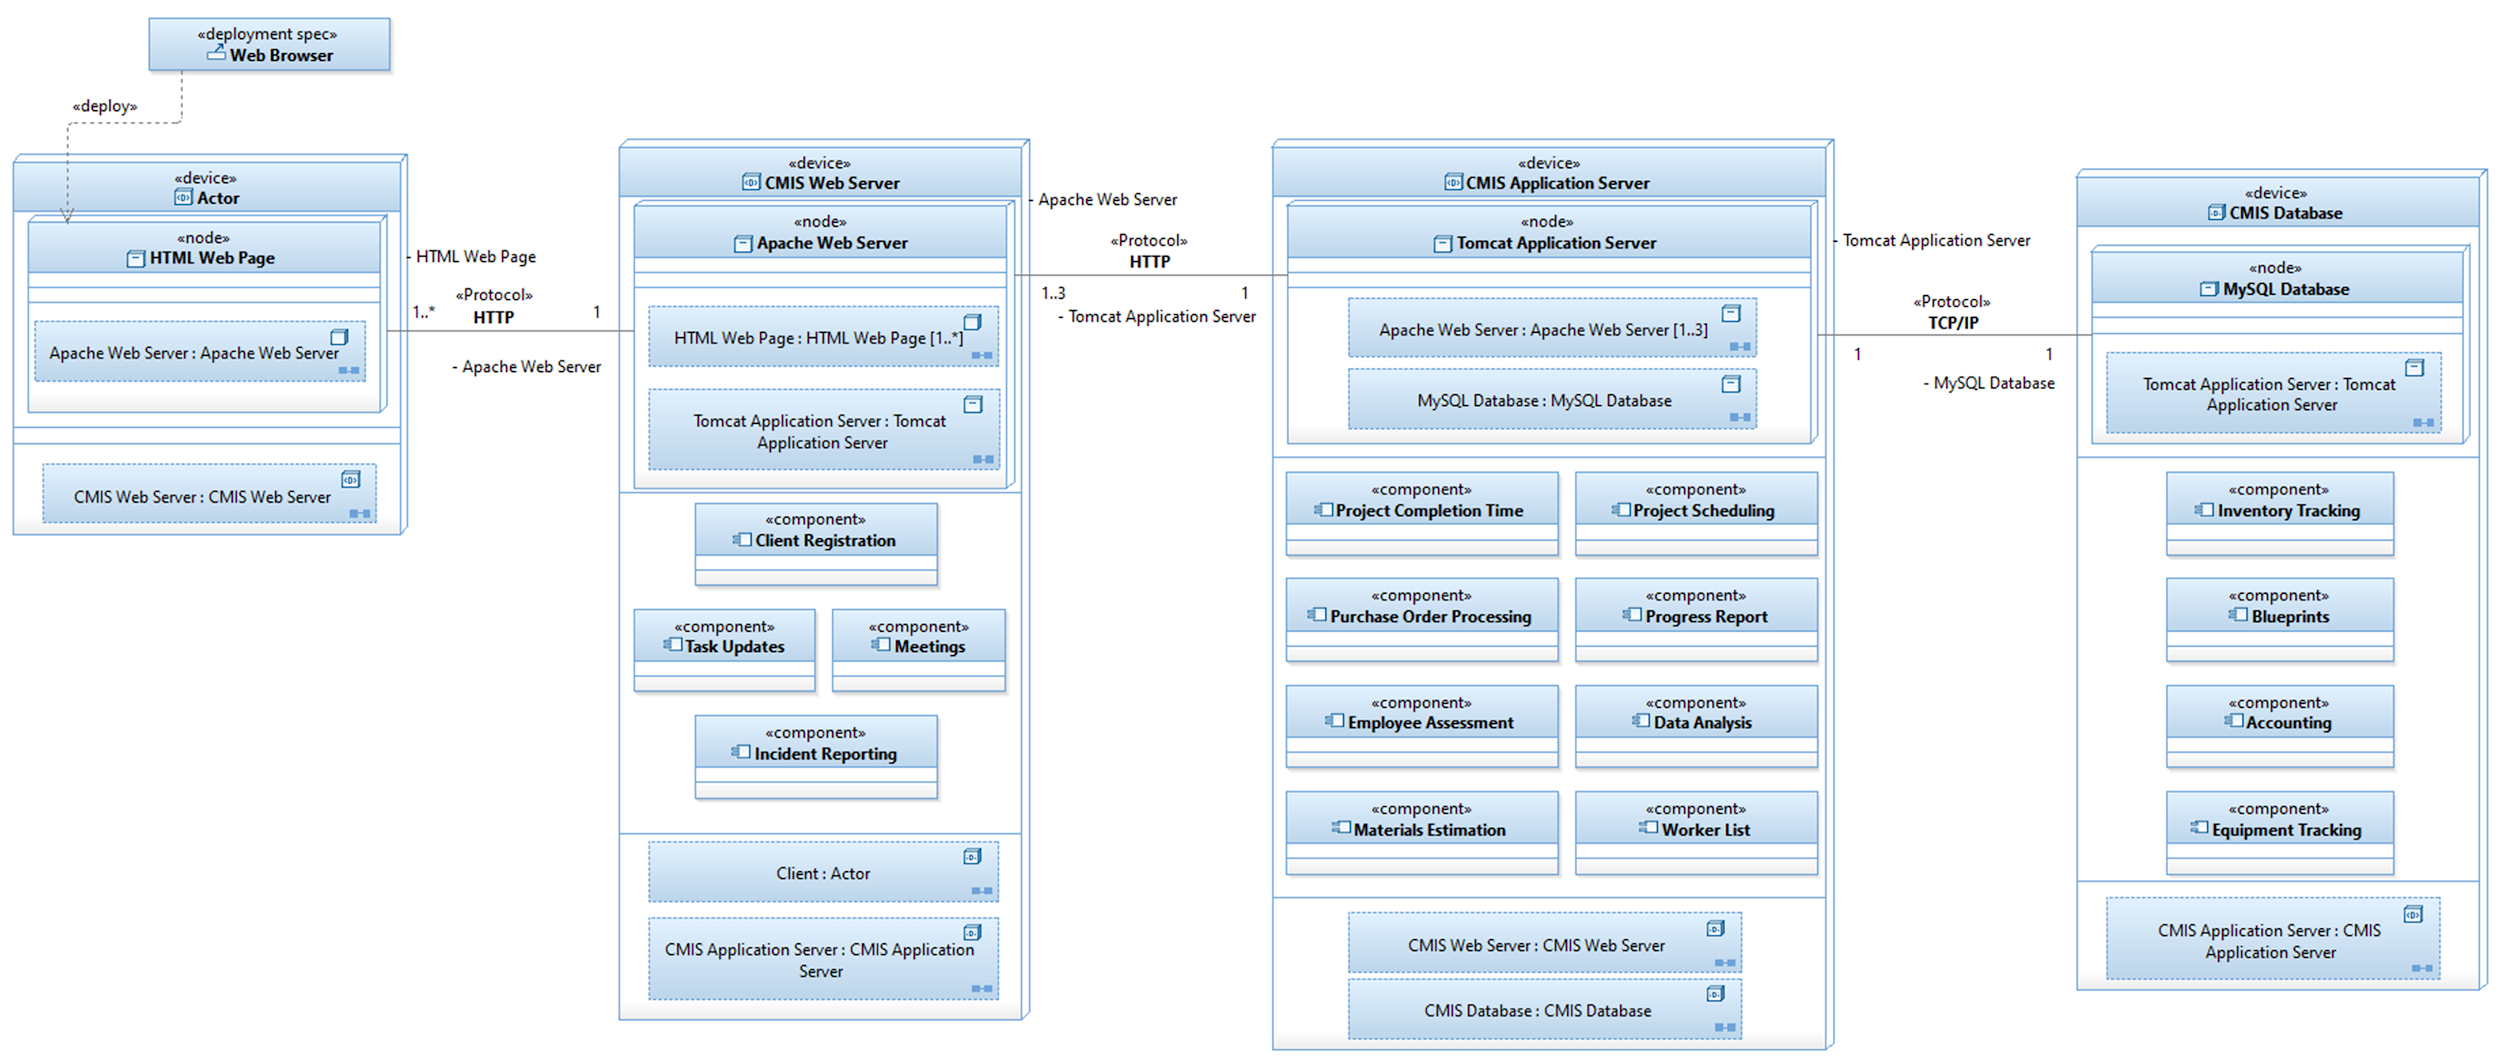 «deployment spec»
Web Browser
«deploy»
«device»
Actor
«node»
HTML Web Page
Apache Web Server : Apache Web Server
CMIS Web Server : CMIS Web Server
- HTML Web Page
1..*
«Protocol»
HTTP
1
- Apache Web Server
«device»
CMIS Web Server
«node»
Apache Web Server
HTML Web Page : HTML Web Page [1..*]
Tomcat Application Server : Tomcat
Application Server
«component»
Client Registration
«component»
Task Updates
«component»
Meetings
«component»
Incident Reporting
Client : Actor
CMIS Application Server : CMIS Application
Server
- Apache Web Server
«Protocol»
HTTP
1..3
1
- Tomcat Application Server
«device»
CMIS Application Server
«node»
Tomcat Application Server
Apache Web Server : Apache Web Server [1..3]
MySQL Database : MySQL Database
«component»
Project Completion Time
«component»
Project Scheduling
«component»
Purchase Order Processing
«component»
Progress Report
«component»
Employee Assessment
«component»
Data Analysis
«component»
Materials Estimation
«component»
Worker List
CMIS Web Server : CMIS Web Server
CMIS Database : CMIS Database
- Tomcat Application Server
«Protocol»
TCP/IP
1
1
- MySQL Database
«device»
CMIS Database
«node»
MySQL Database
Tomcat Application Server : Tomcat
Application Server
«component»
Inventory Tracking
«component»
Blueprints
«component»
Accounting
«component»
Equipment Tracking
CMIS Application Server : CMIS
Application Server